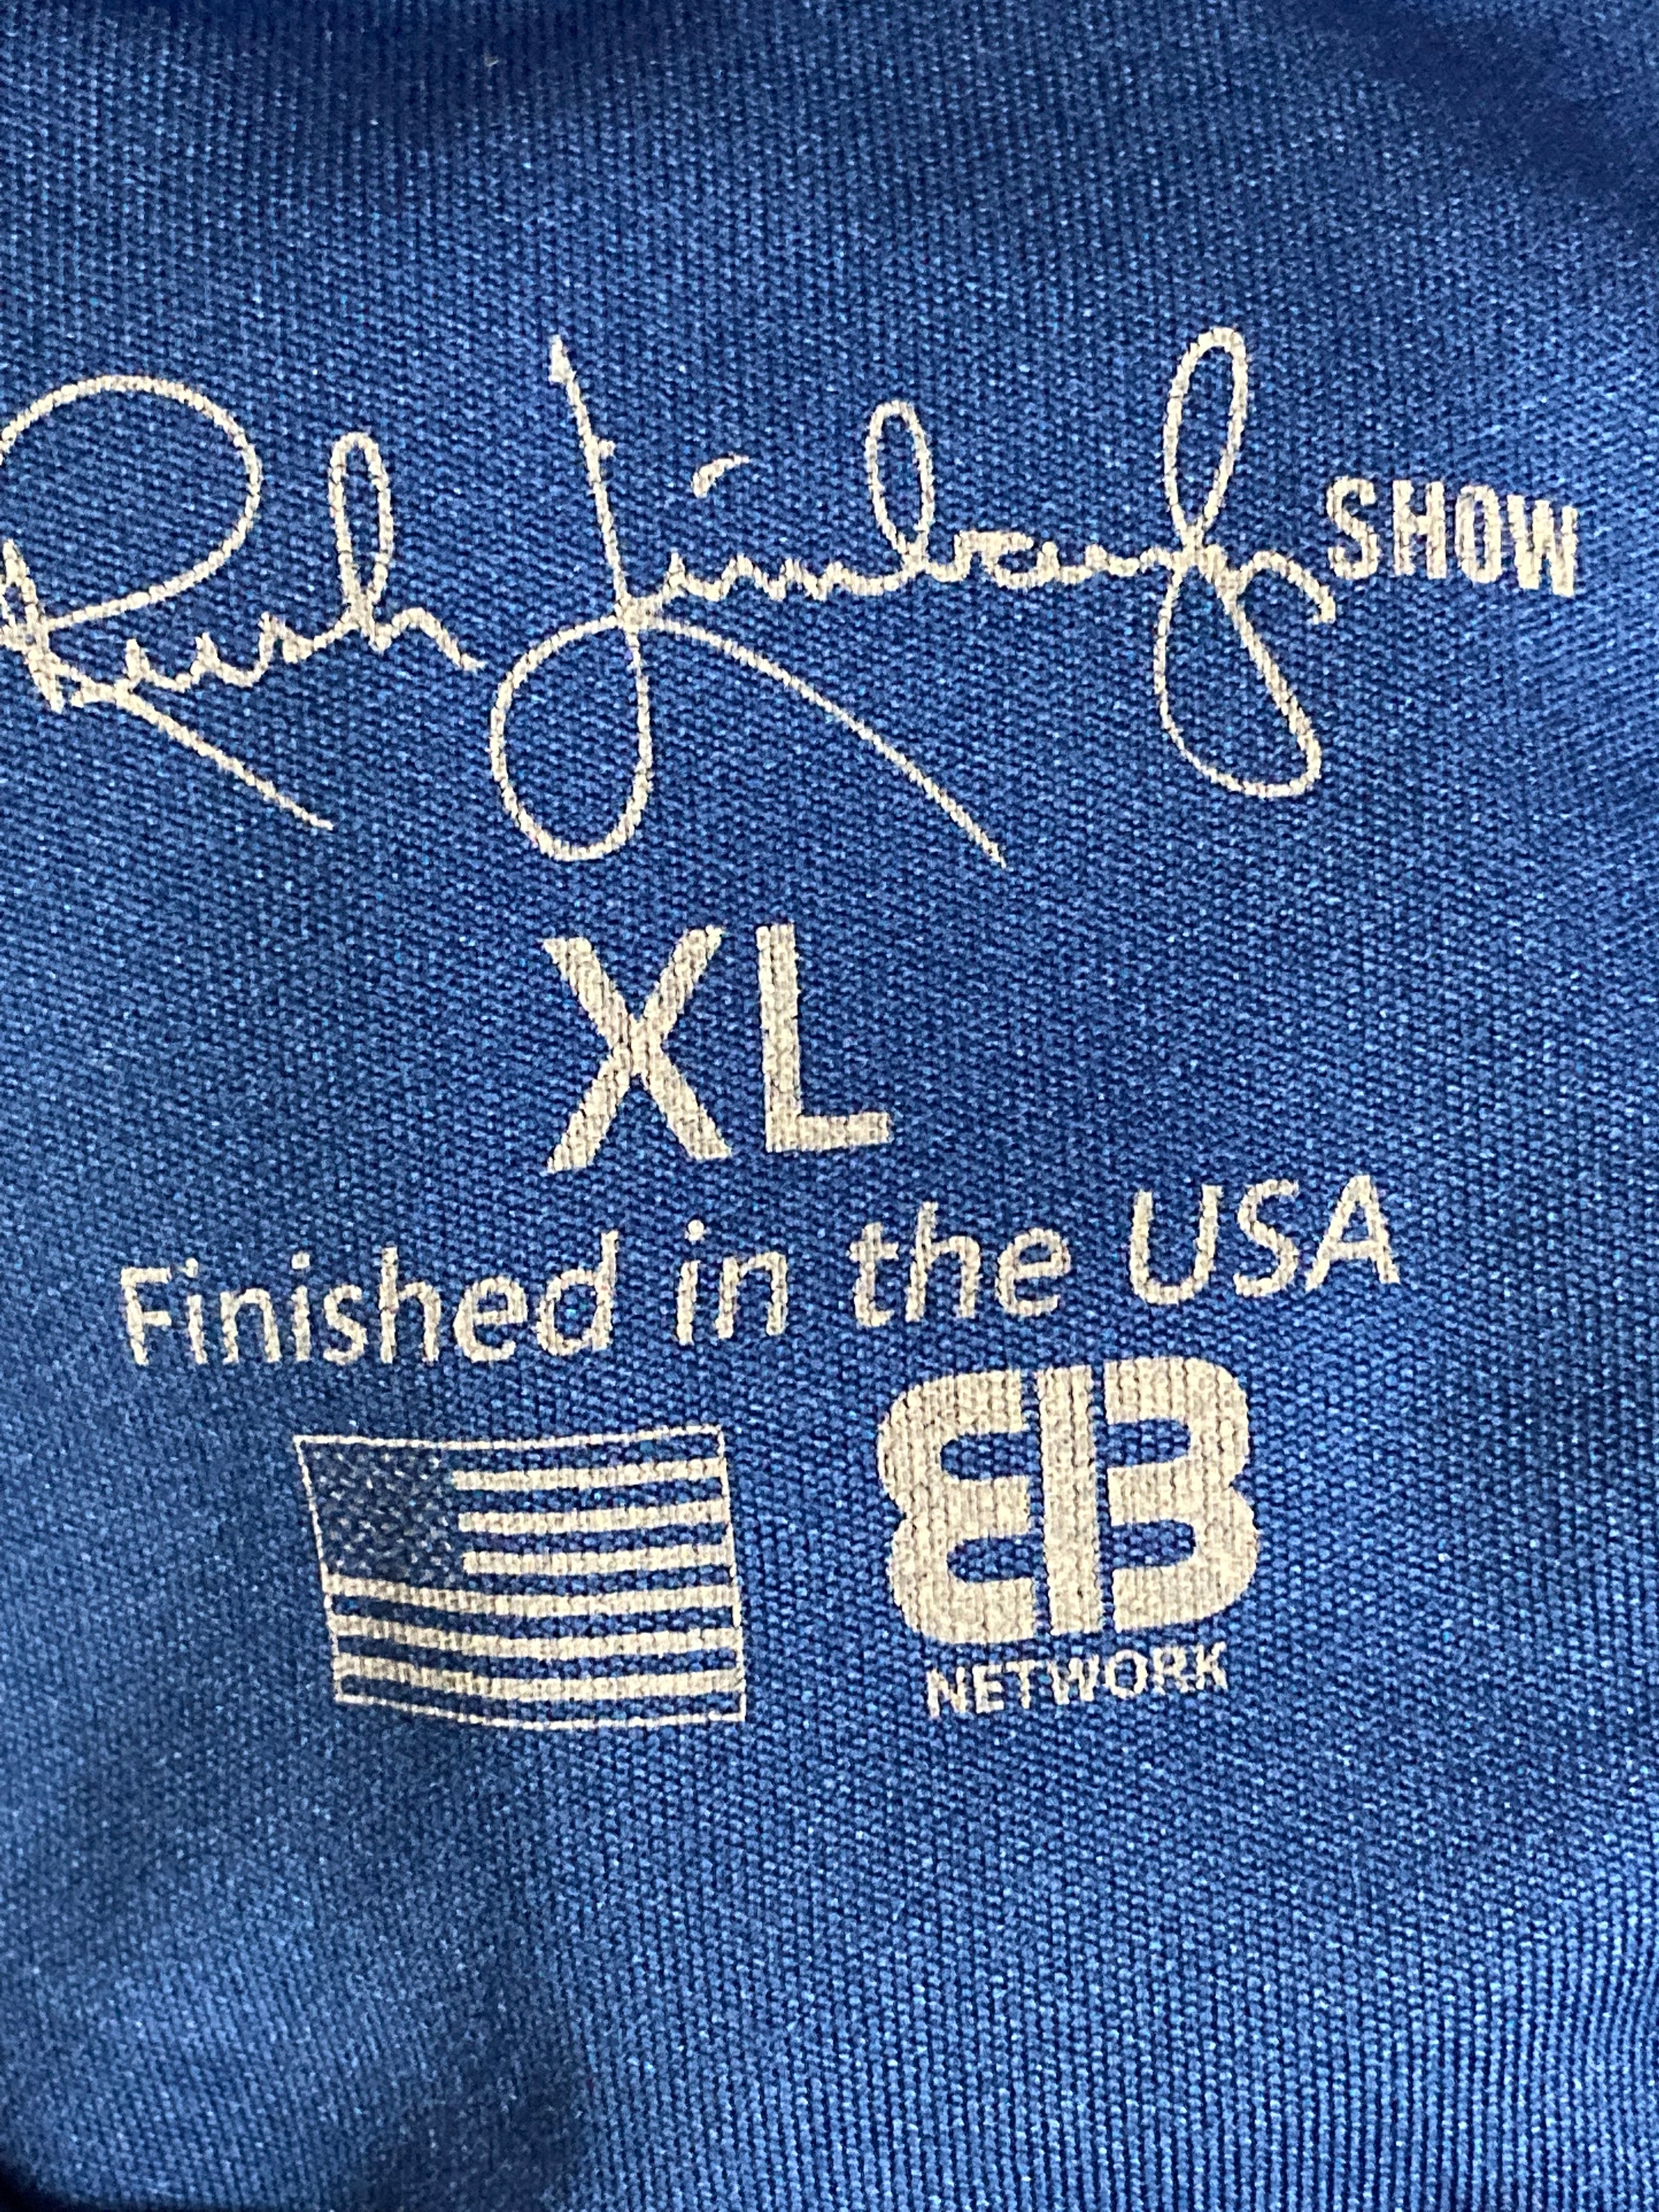 Rush Limbaugh SHOW
XL
Finished in the USA
EIB
NETWORK